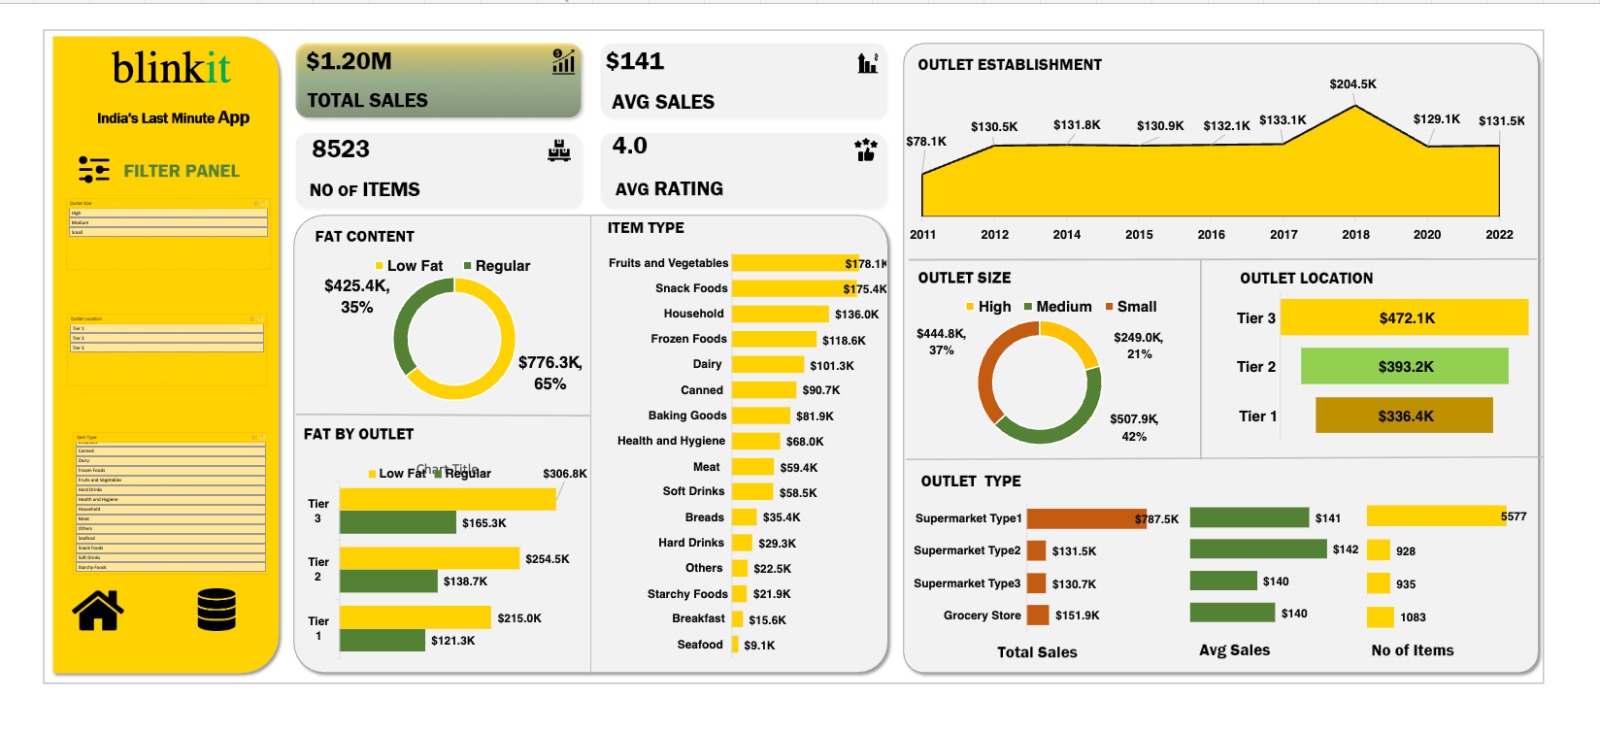 blinkit
India's Last Minute App
FILTER PANEL
Outlet Size
High
Medium
Small
Outlet Location
Tier 1
Tier 2
Tier 3
Item Type
Canned
Dairy
Frozen Foods
Fruits and Vegetables
Hard Drinks
Health and Hygiene
Household
Meat
Others
Seafood
Snack Foods
Soft Drinks
Starchy Foods
$1.20M
TOTAL SALES
$141
AVG SALES
8523
NO OF ITEMS
4.0
AVG RATING
FAT CONTENT
Low Fat Regular
$425.4K,
35%
$776.3K,
65%
FAT BY OUTLET
Chart Title
Low Fat Regular
$306.8K
Tier
3
$165.3K
Tier
2
$254.5K
$138.7K
Tier
1
$215.0K
$121.3K
ITEM TYPE
Fruits and Vegetables $178.1K
Snack Foods $175.4K
Household $136.0K
Frozen Foods $118.6K
Dairy $101.3K
Canned $90.7K
Baking Goods $81.9K
Health and Hygiene $68.0K
Meat $59.4K
Soft Drinks $58.5K
Breads $35.4K
Hard Drinks $29.3K
Others $22.5K
Starchy Foods $21.9K
Breakfast $15.6K
Seafood $9.1K
OUTLET ESTABLISHMENT
$78.1K $130.5K $131.8K $130.9K $132.1K $133.1K $204.5K $129.1K $131.5K
2011 2012 2014 2015 2016 2017 2018 2020 2022
OUTLET SIZE
High Medium Small
$444.8K,
37%
$249.0K,
21%
$507.9K,
42%
OUTLET LOCATION
Tier 3 $472.1K
Tier 2 $393.2K
Tier 1 $336.4K
OUTLET TYPE
Supermarket Type1 $787.5K $141 5577
Supermarket Type2 $131.5K $142 928
Supermarket Type3 $130.7K $140 935
Grocery Store $151.9K $140 1083
Total Sales Avg Sales No of Items